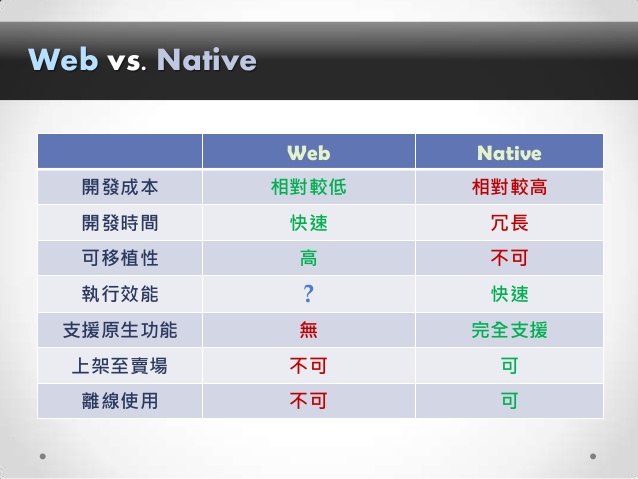 Web vs. Native
Web Native
開發成本 相對較低 相對較高
開發時間 快速 冗長
可移植性 高 不可
執行效能 ? 快速
支援原生功能 無 完全支援
上架至賣場 不可 可
離線使用 不可 可